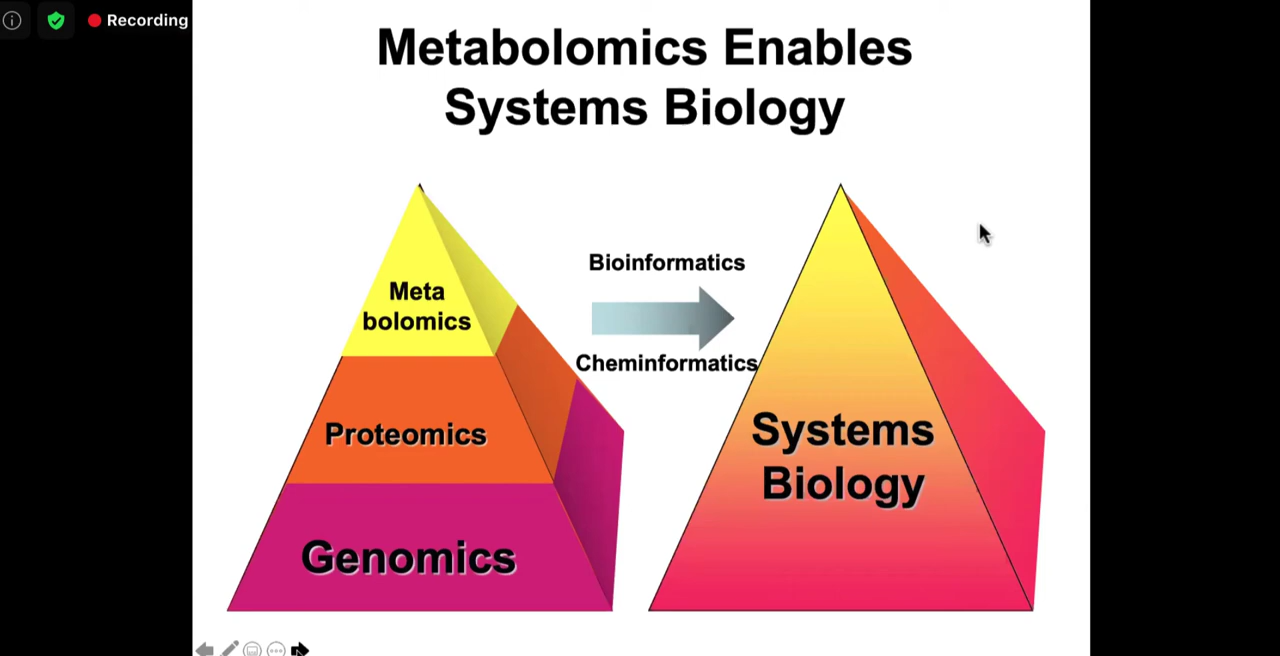 Recording
Metabolomics Enables
Systems Biology
Meta
bolomics
Proteomics
Genomics
Bioinformatics
Cheminformatics
Systems
Biology